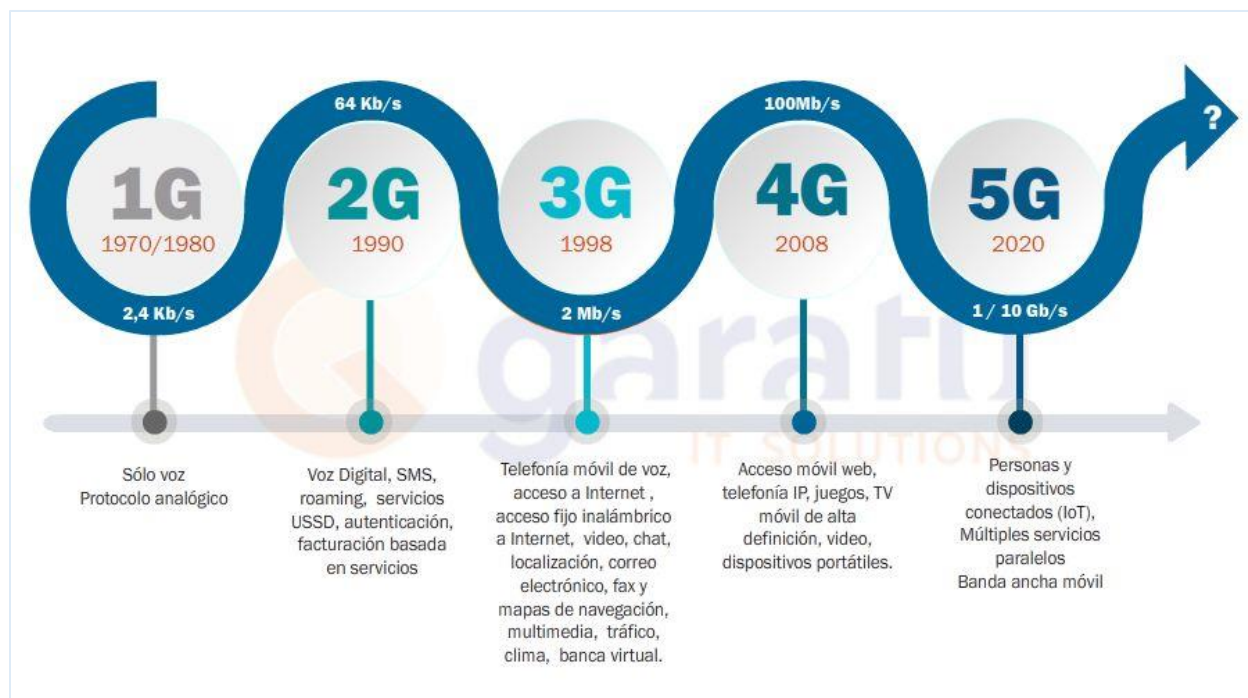 64 Kb/s
100Mb/s
?
1G
1970/1980
2G
1990
3G
1998
4G
2008
5G
2020
2,4 Kb/s
2 Mb/s
1 / 10 Gb/s
garatu
IT SOLUTIONS
Sólo voz
Protocolo analógico
Voz Digital, SMS,
roaming, servicios
USSD, autenticación,
facturación basada
en servicios
Telefonía móvil de voz,
acceso a Internet ,
acceso fijo inalámbrico
a Internet, video, chat,
localización, correo
electrónico, fax y
mapas de navegación,
multimedia, tráfico,
clima, banca virtual.
Acceso móvil web,
telefonía IP, juegos, TV
móvil de alta
definición, video,
dispositivos portátiles.
Personas y
dispositivos
conectados (IoT),
Múltiples servicios
paralelos
Banda ancha móvil